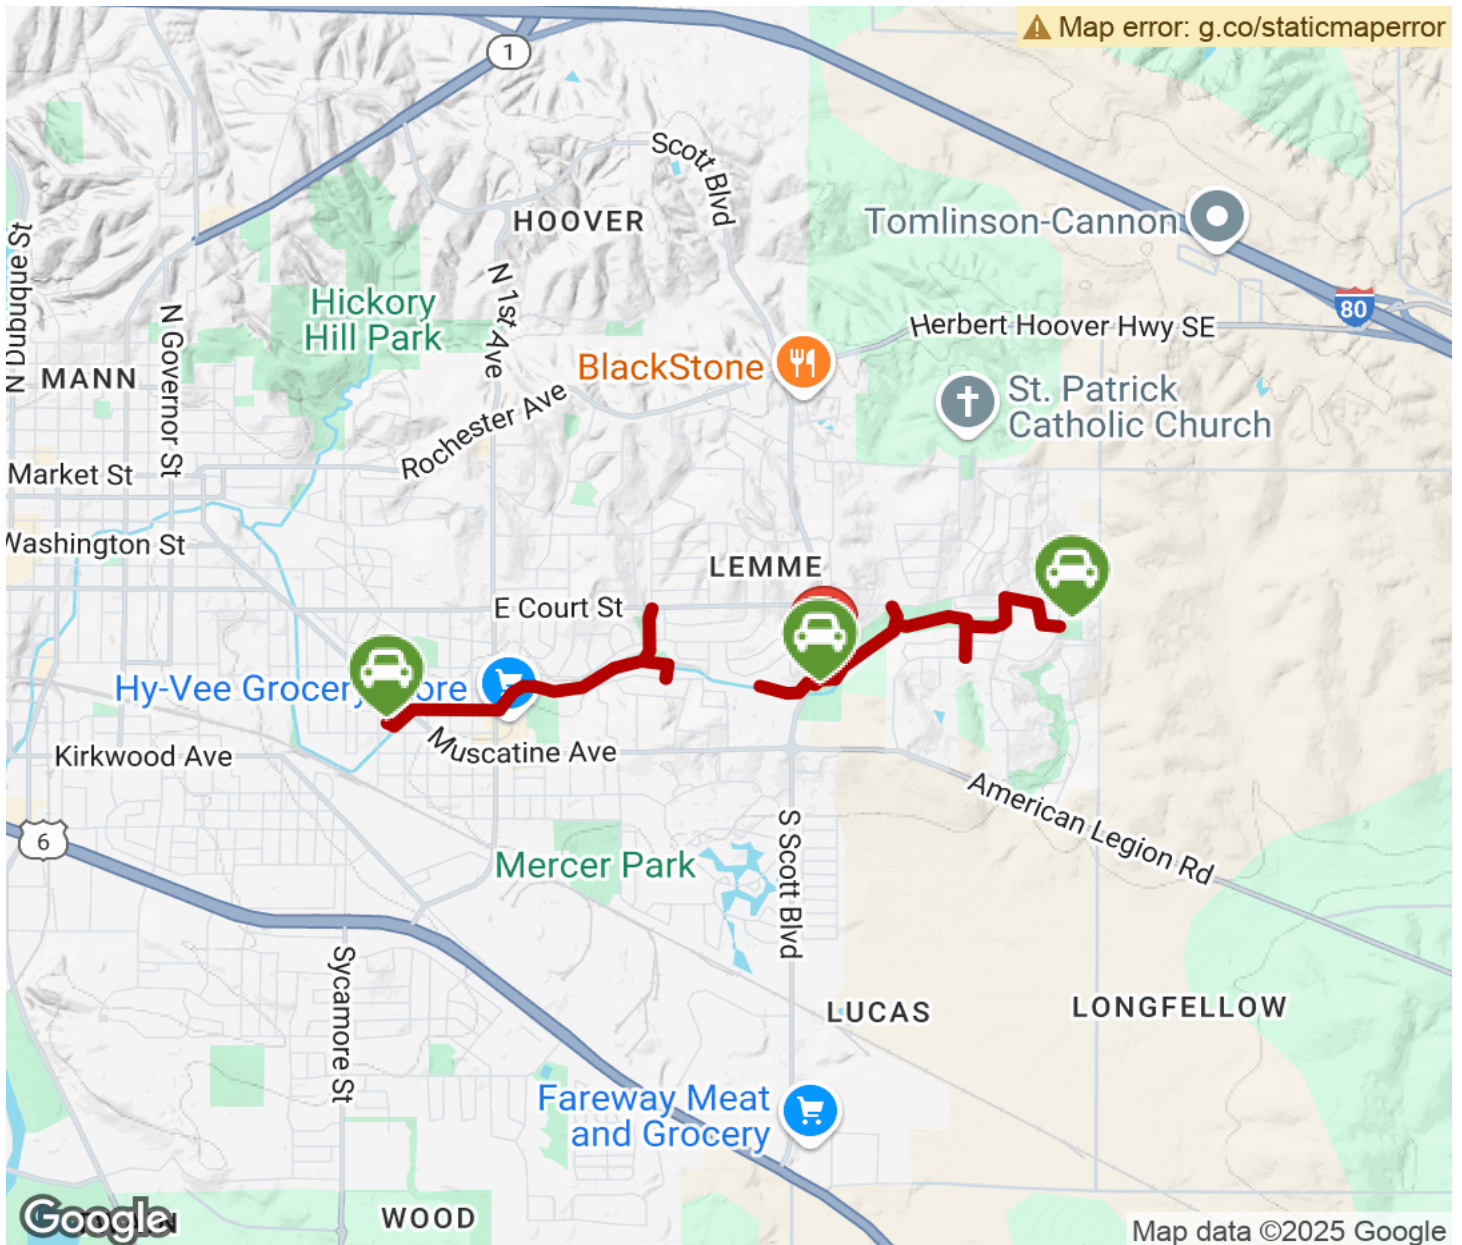 Map error: g.co/staticmaperror
1
Scott Blvd
HOOVER
Tomlinson-Cannon
N Dubuque St
N 1st Ave
Hickory
Hill Park
N Governor St
80
Herbert Hoover Hwy SE
BlackStone
MANN
St. Patrick
Catholic Church
Rochester Ave
Market St
Washington St
LEMME
E Court St
Hy-Vee Grocery Store
Muscatine Ave
Kirkwood Ave
American Legion Rd
6
Mercer Park
S Scott Blvd
Sycamore St
LUCAS
LONGFELLOW
Fareway Meat
and Grocery
Google
WOOD
Map data ©2025 Google